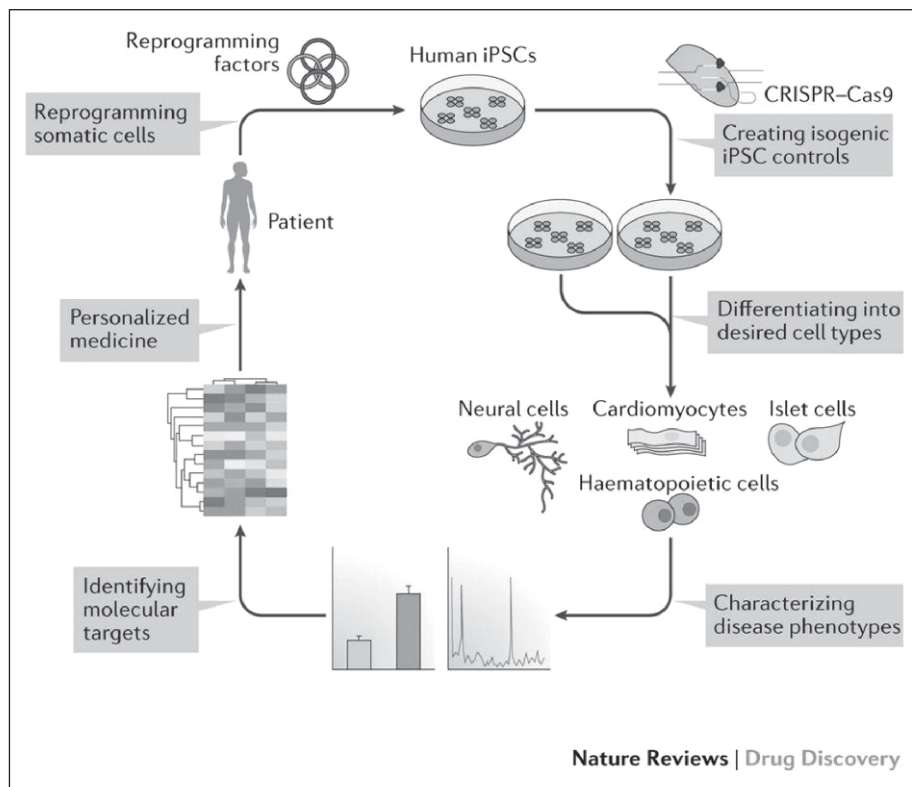 Reprogramming
factors
Human iPSCs
CRISPR–Cas9
Reprogramming
somatic cells
Creating isogenic
iPSC controls
Patient
Personalized
medicine
Differentiating into
desired cell types
Neural cells
Cardiomyocytes
Islet cells
Haematopoietic cells
Identifying
molecular
targets
Characterizing
disease phenotypes
Nature Reviews | Drug Discovery